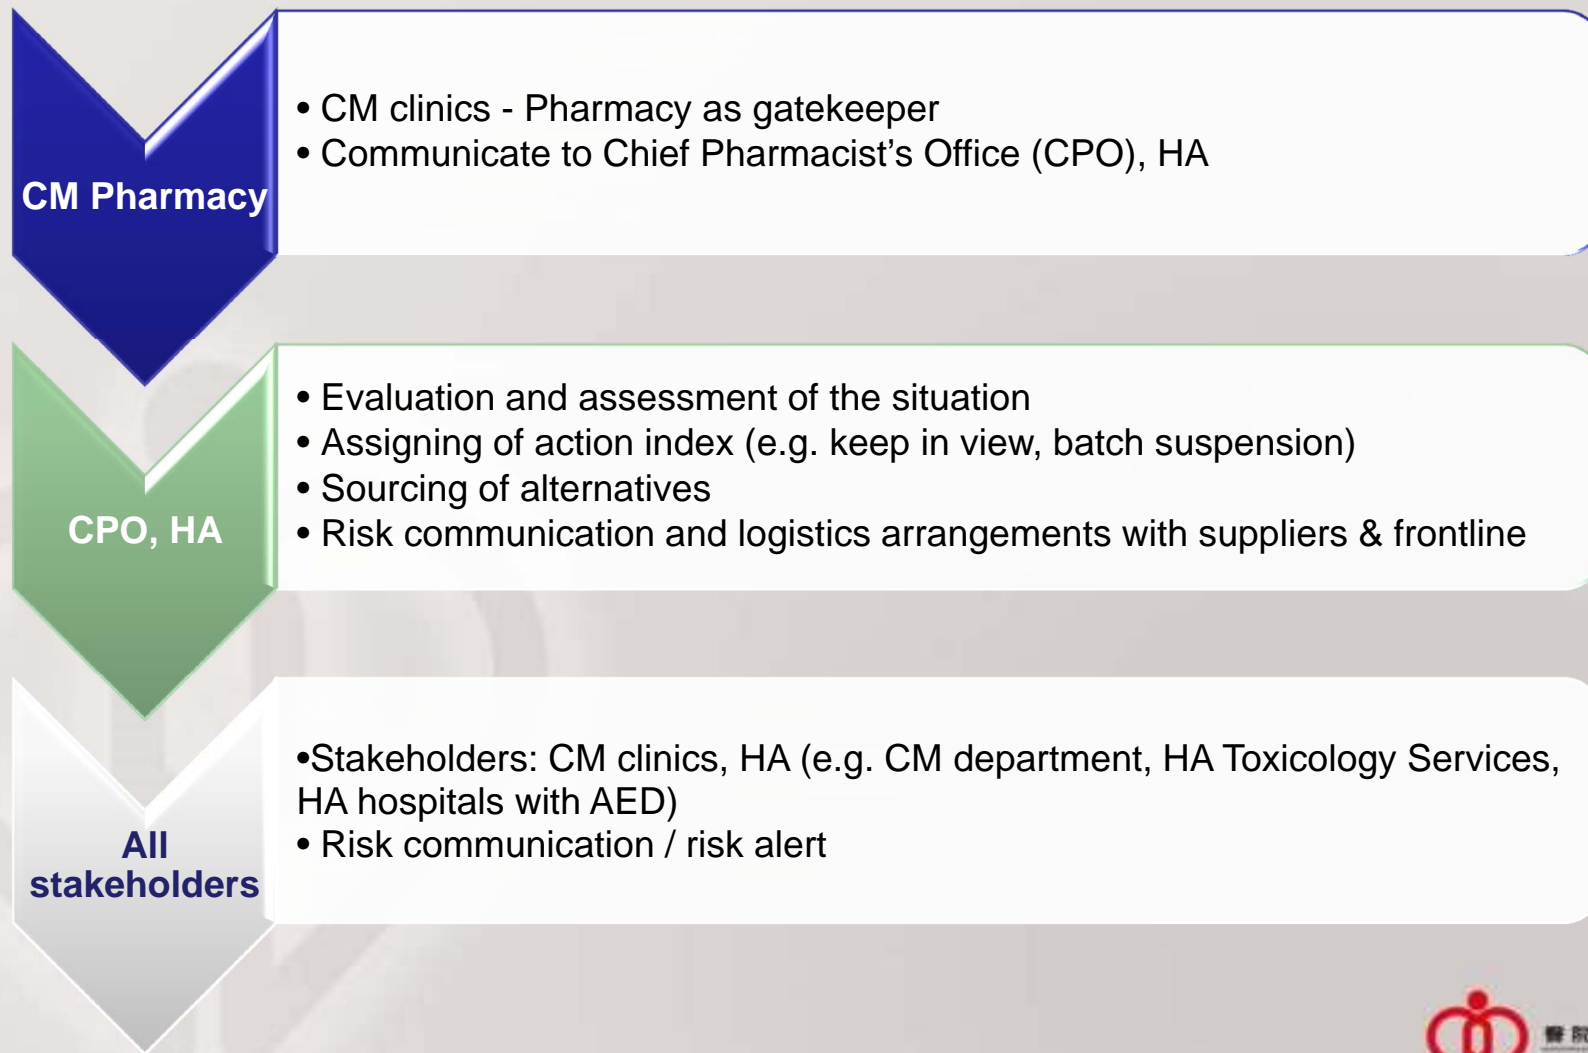 CM Pharmacy
• CM clinics - Pharmacy as gatekeeper
• Communicate to Chief Pharmacist's Office (CPO), HA
CPO, HA
• Evaluation and assessment of the situation
• Assigning of action index (e.g. keep in view, batch suspension)
• Sourcing of alternatives
• Risk communication and logistics arrangements with suppliers & frontline
All
stakeholders
•Stakeholders: CM clinics, HA (e.g. CM department, HA Toxicology Services,
HA hospitals with AED)
• Risk communication / risk alert
醫院